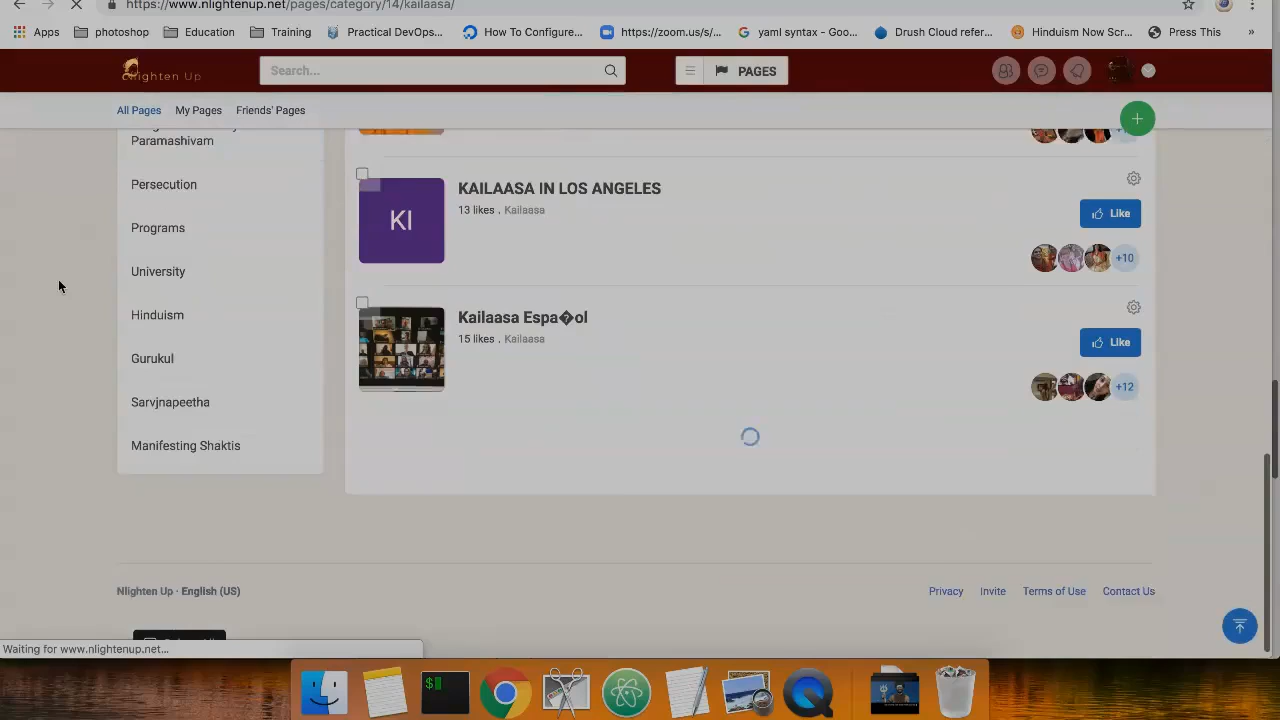 https://www.nlightenup.net/pages/category/14/kailaasa/
Apps
photoshop
Education
Training
Practical DevOps...
How To Configure...
https://zoom.us/s/...
yaml syntax - Goo...
Drush Cloud refer...
Hinduism Now Scr...
Press This
»
nlighten Up
Search...
PAGES
All Pages
My Pages
Friends' Pages
Paramashivam
Persecution
Programs
University
Hinduism
Gurukul
Sarvjnapeetha
Manifesting Shaktis
KI
KAILAASA IN LOS ANGELES
13 likes . Kailaasa
Like
+10
Kailaasa Espa�ol
15 likes . Kailaasa
Like
+12
Nlighten Up · English (US)
Privacy
Invite
Terms of Use
Contact Us
Waiting for www.nlightenup.net...